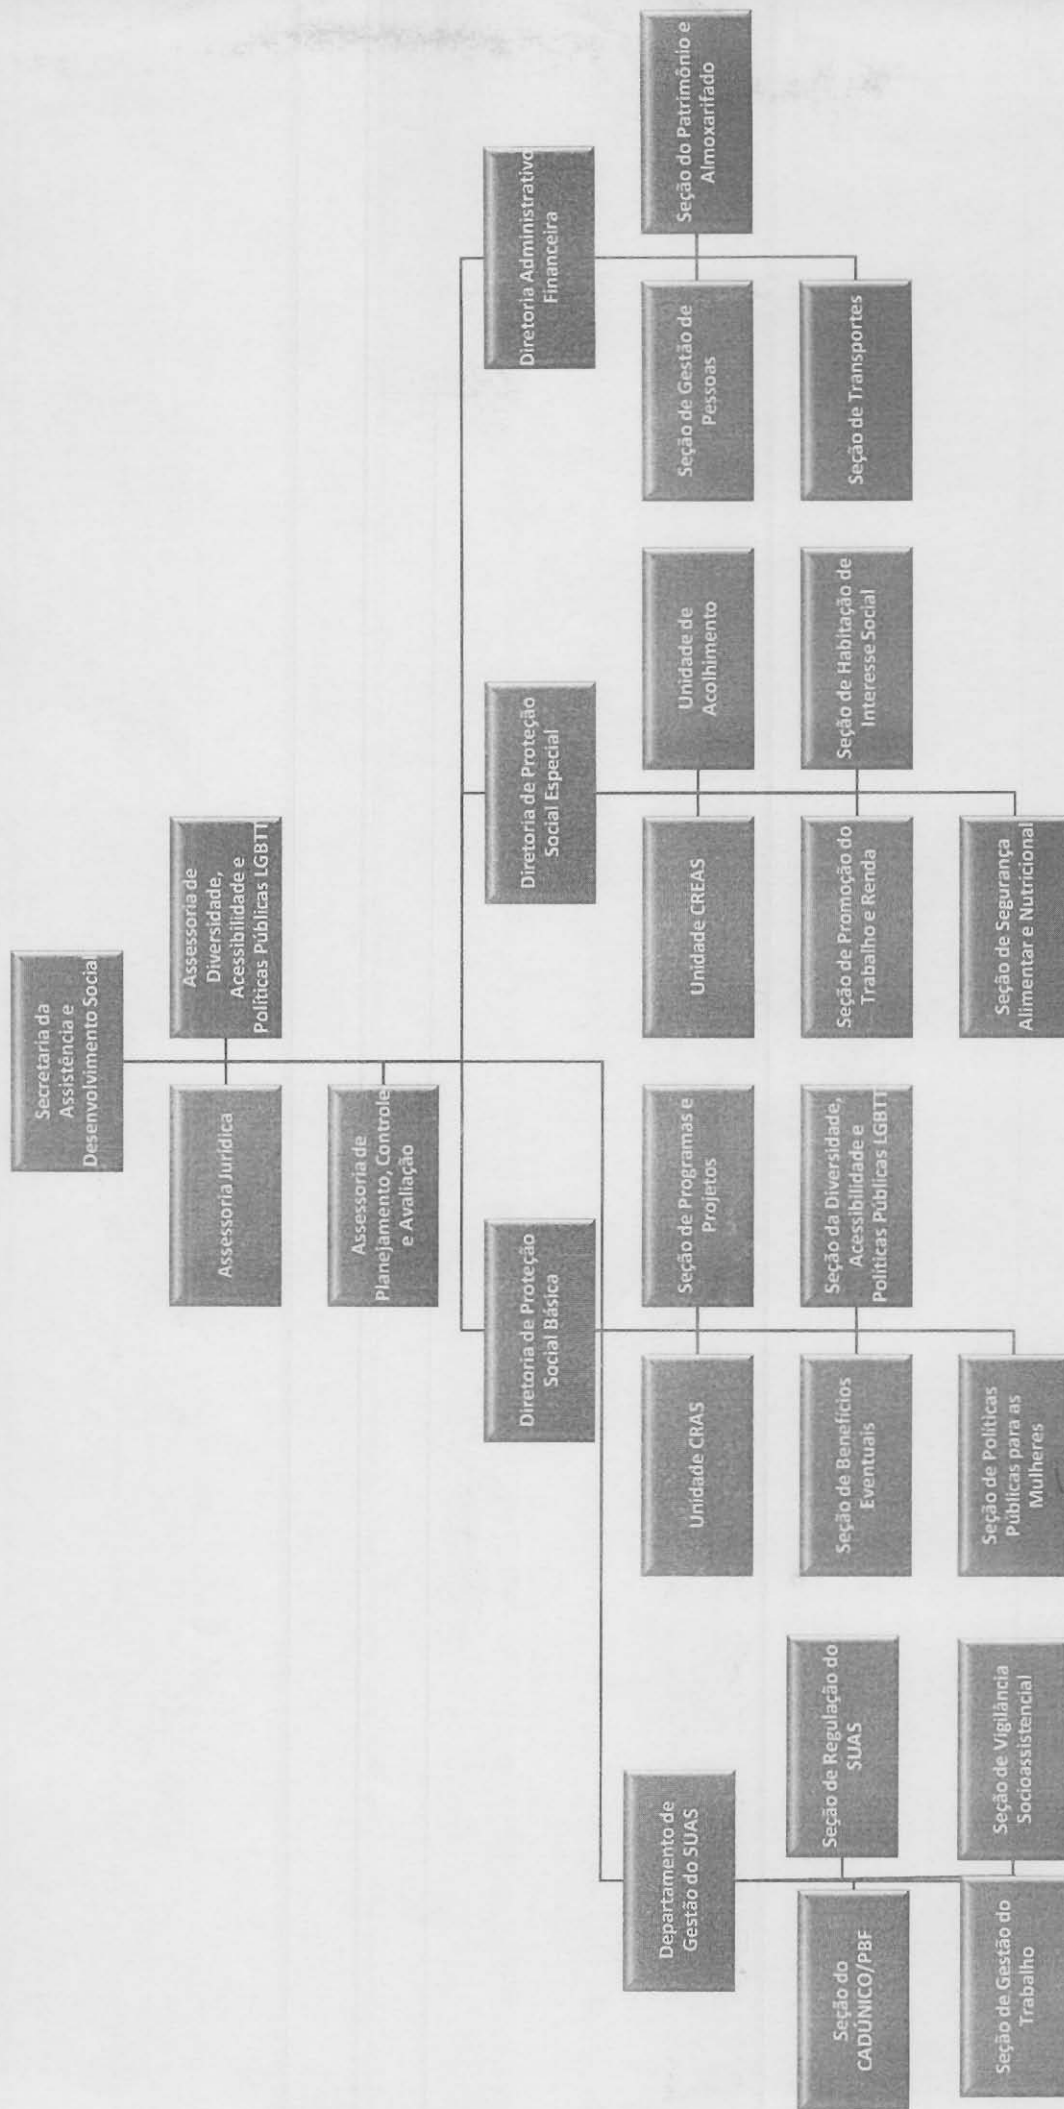 Secretaria da
Assistência e
Desenvolvimento Social
Assessoria Jurídica
Assessoria de
Diversidade,
Acessibilidade e
Políticas Públicas LGBTT
Assessoria de
Planejamento, Controle
e Avaliação
Departamento de
Gestão do SUAS
Seção do
CADÚNICO/PBF
Seção de Regulação do
SUAS
Seção de Gestão do
Trabalho
Seção de Vigilância
Socioassistencial
Diretoria de Proteção
Social Básica
Unidade CRAS
Seção de Programas e
Projetos
Seção de Benefícios
Eventuais
Seção da Diversidade,
Acessibilidade e
Políticas Públicas LGBTT
Seção de Políticas
Públicas para as
Mulheres
Diretoria de Proteção
Social Especial
Unidade CREAS
Unidade de
Acolhimento
Seção de Promoção do
Trabalho e Renda
Seção de Habitação de
Interesse Social
Seção de Segurança
Alimentar e Nutricional
Diretoria Administrativo
Financeira
Seção de Gestão de
Pessoas
Seção do Patrimônio e
Almoxarifado
Seção de Transportes